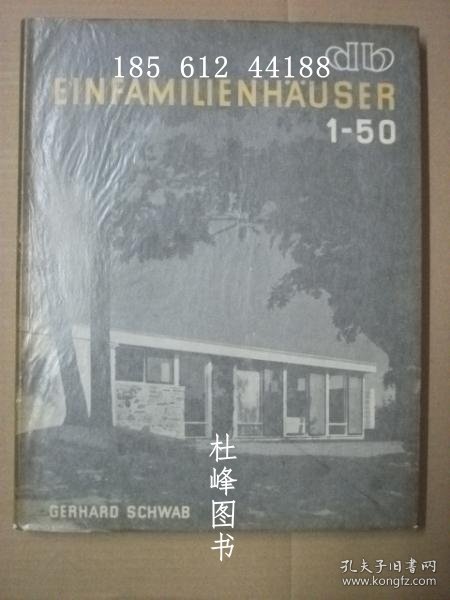 db
185 612 44188
EINFAMILIENHÄUSER
1-50
杜峰图书
GERHARD SCHWAB
孔夫子旧书网
www.kongfz.com